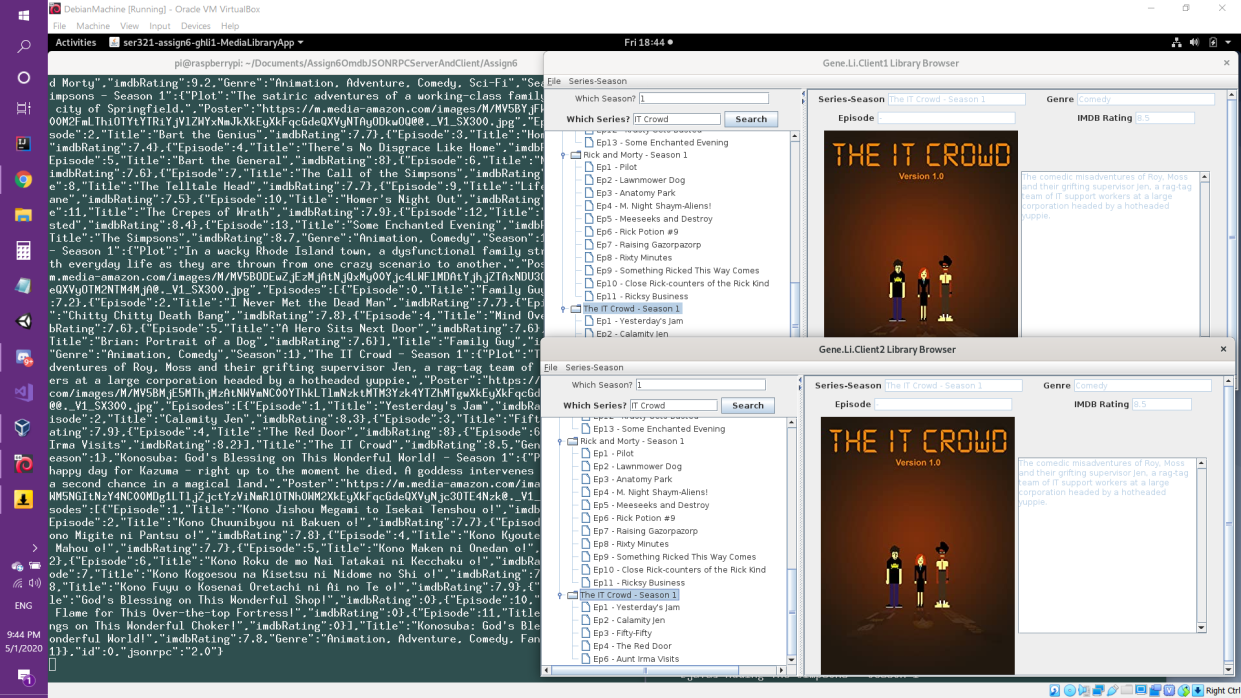 DebianMachine [Running] - Oracle VM VirtualBox
File Machine View Input Devices Help
Activities ser321-assign6-ghli1-MediaLibraryApp Fri 18:44
pi@raspberrypi: ~/Documents/Assign6OmdbJSONRPCServerAndClient/Assign6
d Morty","imdbRating":9.2,"Genre":"Animation, Adventure, Comedy, Sci-Fi","Sea
impsons - Season 1":{"Plot":"The satiric adventures of a working-class family
city of Springfield.","Poster":"https://m.media-amazon.com/images/M/
ode":2,"Title":"Bart the Genius","imdbRating":7.7},{"Episode":3,"Title":"Hom
":7.4},{"Episode":4,"Title":"There's No Disgrace Like Home","imdbRating"
Episode":5,"Title":"Bart the General","imdbRating":8},{"Episode":6,"Title":"M
":7.6},{"Episode":7,"Title":"The Call of the Simpsons","imdbRating":
e":8,"Title":"The Telltale Head","imdbRating":7.7},{"Episode":9,"Title":"Life
ane","imdbRating":7.5},{"Episode":10,"Title":"Homer's Night Out","imdbRating"
e":11,"Title":"The Crepes of Wrath","imdbRating":7.9},{"Episode":12,"Title":"
sted","imdbRating":8.4},{"Episode":13,"Title":"Some Enchanted Evening","imdbR
Title":"The Simpsons","imdbRating":8.7,"Genre":"Animation, Comedy","Season":1
- Season 1":{"Plot":"In a wacky Rhode Island town, a dysfunctional family str
th everyday life as they are thrown from one crazy scenario to another.","Pos
:7.2},{"Episode":2,"Title":"I Never Met the Dead Man","imdbRating":7.7},{"Epi
"Chitty Chitty Death Bang","imdbRating":7.6},{"Episode":4,"Title":"Mind Ove
bRating":7.6},{"Episode":5,"Title":"A Hero Sits Next Door","imdbRating":7.6},
Title":"Brian: Portrait of a Dog","imdbRating":7.6}],"Title":"Family Guy","im
"Genre":"Animation, Comedy","Season":1},"The IT Crowd - Season 1":{"Plot":"T
ures of Roy, Moss and their grifting supervisor Jen, a rag-tag team of
ers at a large corporation headed by a hotheaded yuppie.","Poster":"https://
"Episodes":[{"Episode":1,"Title":"Yesterday's Jam","imdbRating"
ode":2,"Title":"Calamity Jen","imdbRating":8.3},{"Episode":3,"Title":"Fift
ating":7.9},{"Episode":4,"Title":"The Red Door","imdbRating":8},{"Episode":6
Irma Visits","imdbRating":8.2}],"Title":"The IT Crowd","imdbRating":8.5,"Gen
eason":1},"Konosuba: God's Blessing on This Wonderful World! - Season 1":{"P
happy day for Kazuma - right up to the moment he died. A goddess intervenes
a second chance in a magical land.","Poster":"https://m.media-amazon.com/ima
sodes":[{"Episode":1,"Title":"Kono Jishou Megami to Isekai Tenshou o!","imdb
Episode":2,"Title":"Kono Chuunibyou ni Bakuen o!","imdbRating":7.7},{"Episod
ono Migite ni Pantsu o!","imdbRating":7.8},{"Episode":4,"Title":"Kono Kyoute
Mahou o!","imdbRating":7.7},{"Episode":5,"Title":"Kono Maken ni Onedan o!","
2},{"Episode":6,"Title":"Kono Roku de mo Nai Tatakai ni Kecchaku o!","imdbRat
ode":7,"Title":"Kono Kogoesou na Kisetsu ni Nidome no Shi o!","imdbRating":7
8,"Title":"Kono Fuyu o Kosenai Oretachi ni Ai no Te o!","imdbRating":7.9},{"
le":"God's Blessing on This Wonderful Shop!","imdbRating":0},{"Episode":10,"
Flame for This Over-the-top Fortress!","imdbRating":0},{"Episode":11,"Title
ngs on This Wonderful Choker!","imdbRating":0}],"Title":"Konosuba: God's Ble
onderful World!","imdbRating":7.8,"Genre":"Animation, Adventure, Comedy, Fan
1}},"id":0,"jsonrpc":"2.0"}
Gene.Li.Client1 Library Browser
File Series-Season
Which Season? 1
Which Series? IT Crowd Search
Ep13 - Some Enchanted Evening
Rick and Morty - Season 1
Ep1 - Pilot
Ep2 - Lawnmower Dog
Ep3 - Anatomy Park
Ep4 - M. Night Shaym-Aliens!
Ep5 - Meeseeks and Destroy
Ep6 - Rick Potion #9
Ep7 - Raising Gazorpazorp
Ep8 - Rixty Minutes
Ep9 - Something Ricked This Way Comes
Ep10 - Close Rick-counters of the Rick Kind
Ep11 - Ricksy Business
The IT Crowd - Season 1
Ep1 - Yesterday's Jam
Ep2 - Calamity Jen
Series-Season The IT Crowd - Season 1 Genre Comedy
Episode - IMDB Rating 8.5
THE IT CROWD
Version 1.0
The comedic misadventures of Roy, Moss
and their grifting supervisor Jen, a rag-tag
team of IT support workers at a large
corporation headed by a hotheaded
yuppie.
Gene.Li.Client2 Library Browser
File Series-Season
Which Season? 1
Which Series? IT Crowd Search
Ep13 - Some Enchanted Evening
Rick and Morty - Season 1
Ep1 - Pilot
Ep2 - Lawnmower Dog
Ep3 - Anatomy Park
Ep4 - M. Night Shaym-Aliens!
Ep5 - Meeseeks and Destroy
Ep6 - Rick Potion #9
Ep7 - Raising Gazorpazorp
Ep8 - Rixty Minutes
Ep9 - Something Ricked This Way Comes
Ep10 - Close Rick-counters of the Rick Kind
Ep11 - Ricksy Business
The IT Crowd - Season 1
Ep1 - Yesterday's Jam
Ep2 - Calamity Jen
Ep3 - Fifty-Fifty
Ep4 - The Red Door
Ep6 - Aunt Irma Visits
Series-Season The IT Crowd - Season 1 Genre Comedy
Episode - IMDB Rating 8.5
THE IT CROWD
Version 1.0
The comedic misadventures of Roy, Moss
and their grifting supervisor Jen, a rag-tag
team of IT support workers at a large
corporation headed by a hotheaded
yuppie.
ENG
9:44 PM
5/1/2020
Right Ctrl